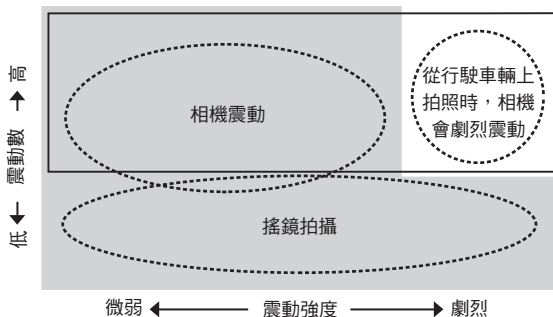 高
震動數
低
相機震動
從行駛車輛上
拍照時，相機
會劇烈震動
搖鏡拍攝
微弱
震動強度
劇烈